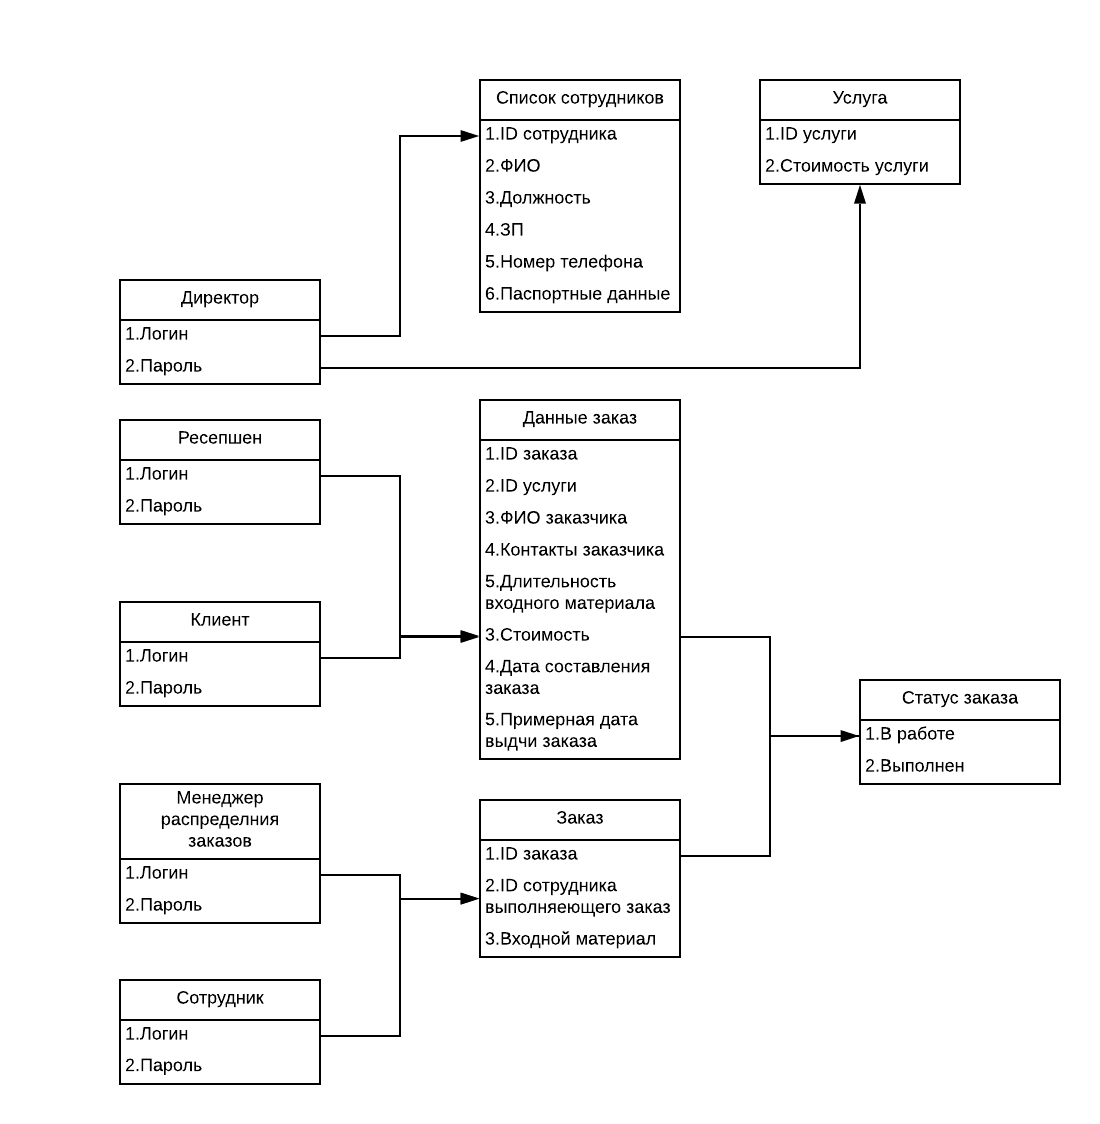 Список сотрудников
1.ID сотрудника
2.ФИО
3.Должность
4.ЗП
5.Номер телефона
6.Паспортные данные
Услуга
1.ID услуги
2.Стоимость услуги
Директор
1.Логин
2.Пароль
Ресепшен
1.Логин
2.Пароль
Данные заказ
1.ID заказа
2.ID услуги
3.ФИО заказчика
4.Контакты заказчика
5.Длительность
входного материала
3.Стоимость
4.Дата составления
заказа
5.Примерная дата
выдчи заказа
Клиент
1.Логин
2.Пароль
Статус заказа
1.В работе
2.Выполнен
Менеджер
распределния
заказов
1.Логин
2.Пароль
Заказ
1.ID заказа
2.ID сотрудника
выполняеющего заказ
3.Входной материал
Сотрудник
1.Логин
2.Пароль